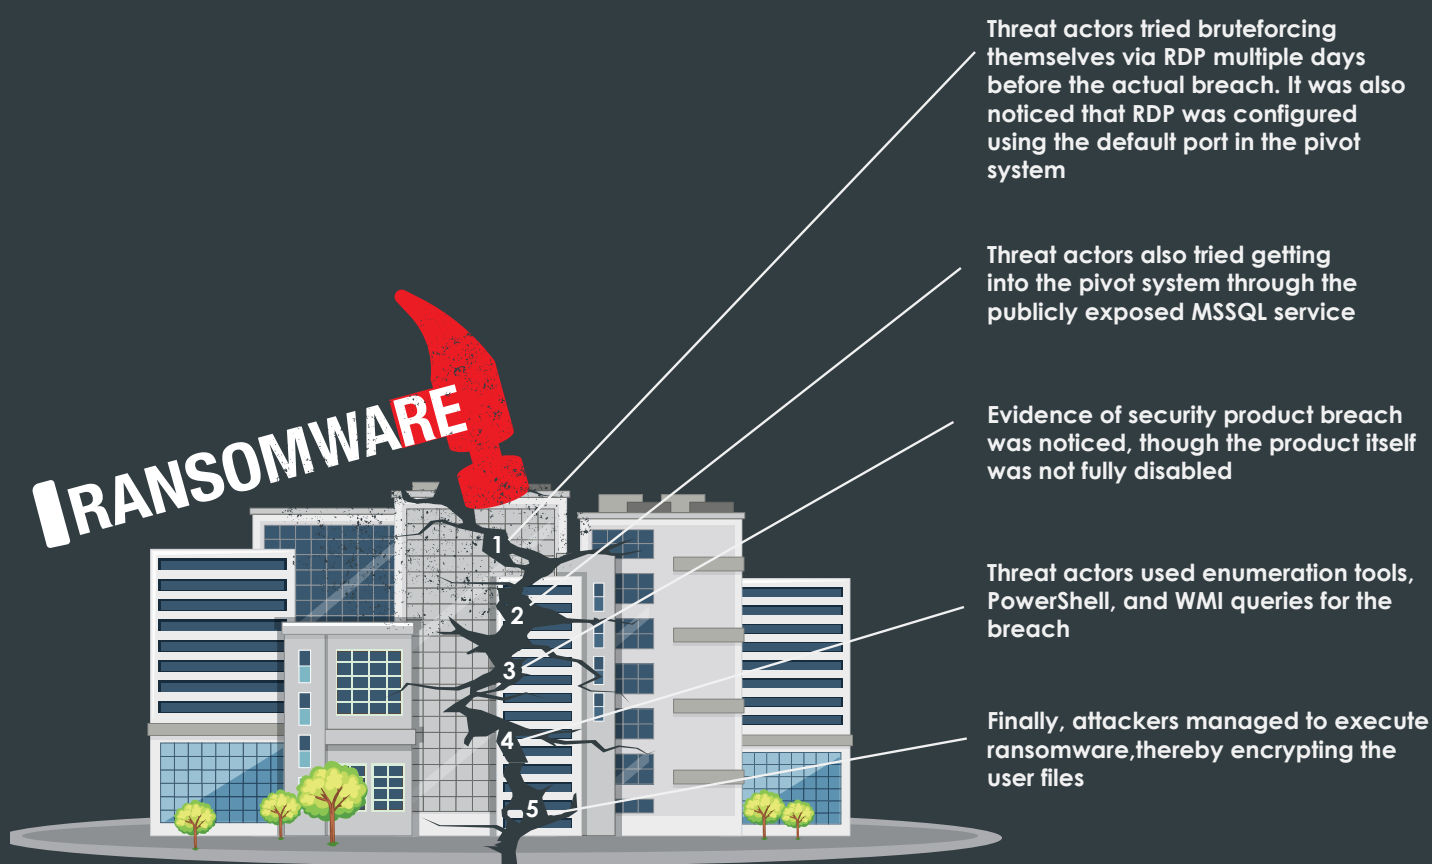 Threat actors tried bruteforcing
themselves via RDP multiple days
before the actual breach. It was also
noticed that RDP was configured
using the default port in the pivot
system
Threat actors also tried getting
into the pivot system through the
publicly exposed MSSQL service
RANSOMWARE
Evidence of security product breach
was noticed, though the product itself
was not fully disabled
1
2
3
4
5
Threat actors used enumeration tools,
PowerShell, and WMI queries for the
breach
Finally, attackers managed to execute
ransomware,thereby encrypting the
user files